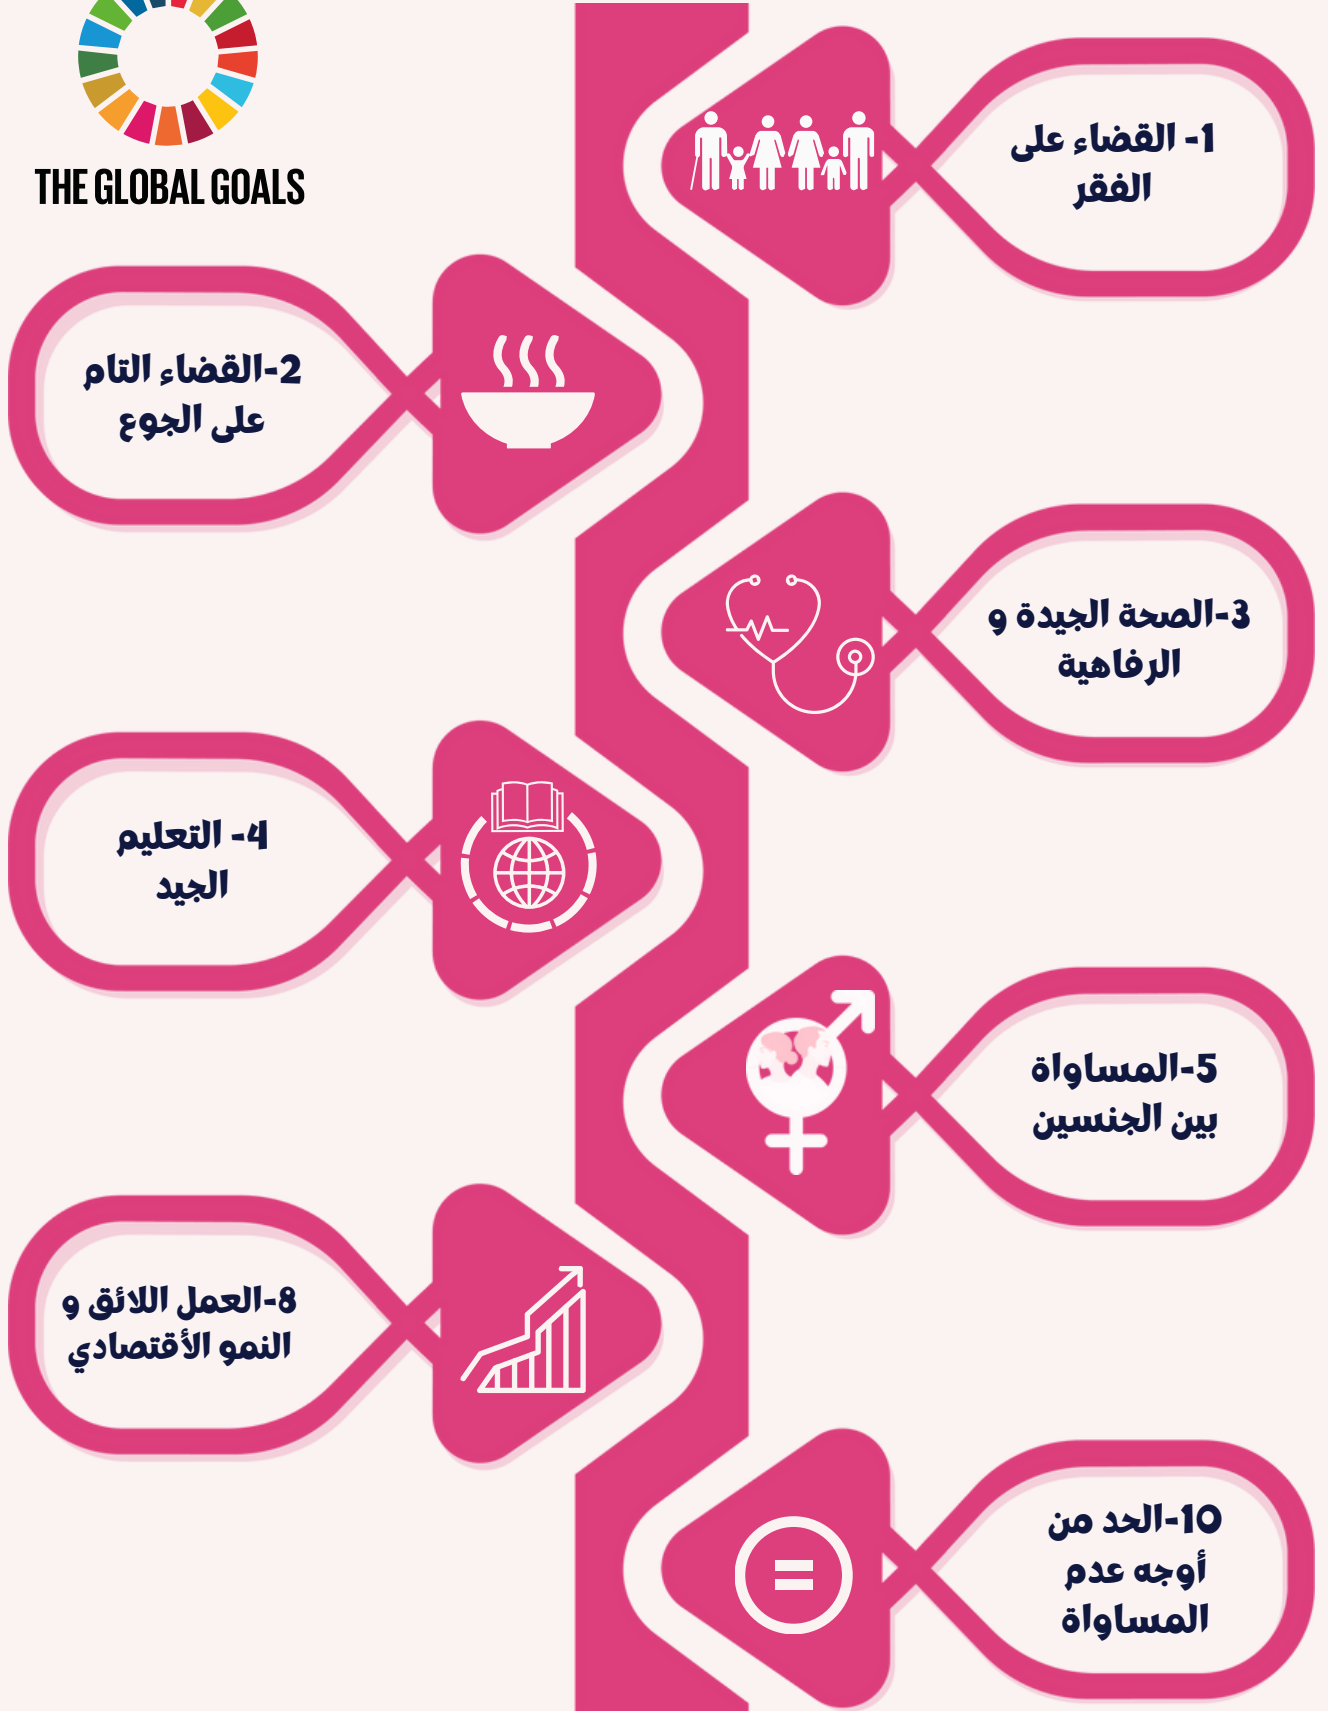 THE GLOBAL GOALS
1- القضاء على
الفقر
2-القضاء التام
على الجوع
3-الصحة الجيدة و
الرفاهية
4- التعليم
الجيد
5-المساواة
بين الجنسين
8-العمل اللائق و
النمو الأقتصادي
10-الحد من
أوجه عدم
المساواة